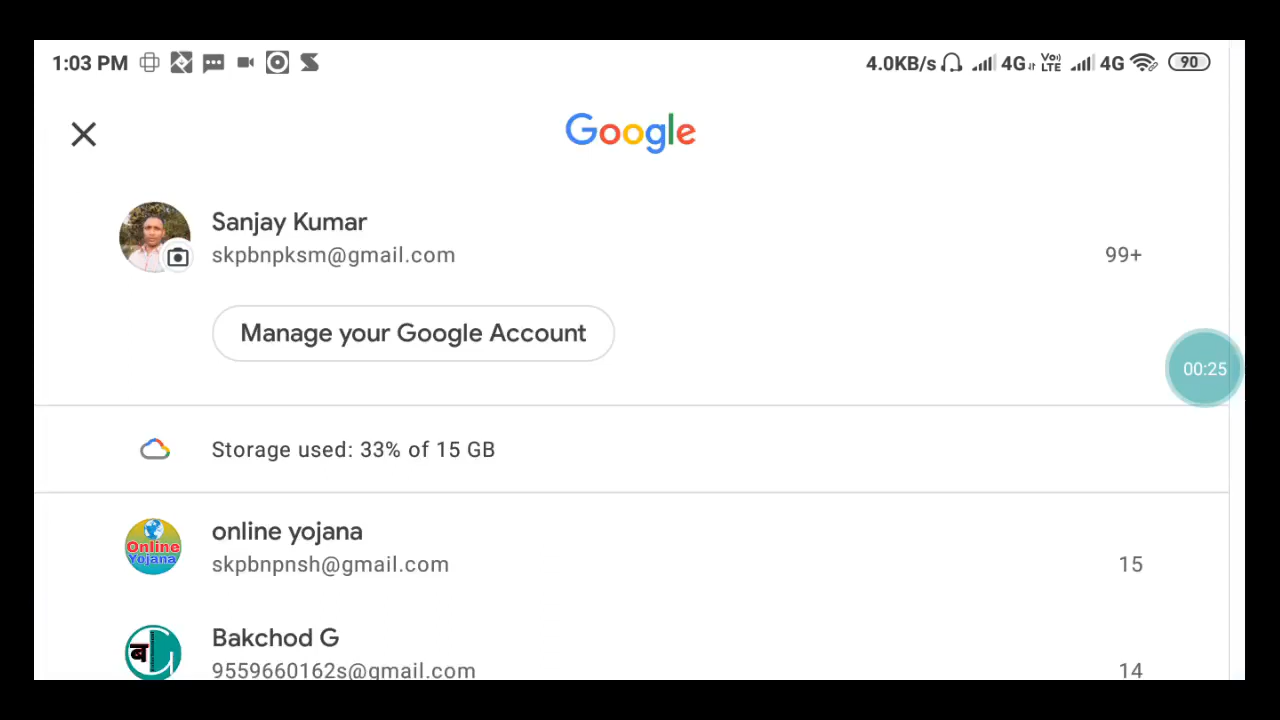 1:03 PM 4.0KB/s 4G Vo) LTE 4G 90
Google
Sanjay Kumar
skpbnpksm@gmail.com 99+
Manage your Google Account
00:25
Storage used: 33% of 15 GB
online yojana
Online
Yojana
skpbnpnsh@gmail.com 15
Bakchod G
ब
9559660162s@gmail.com 14